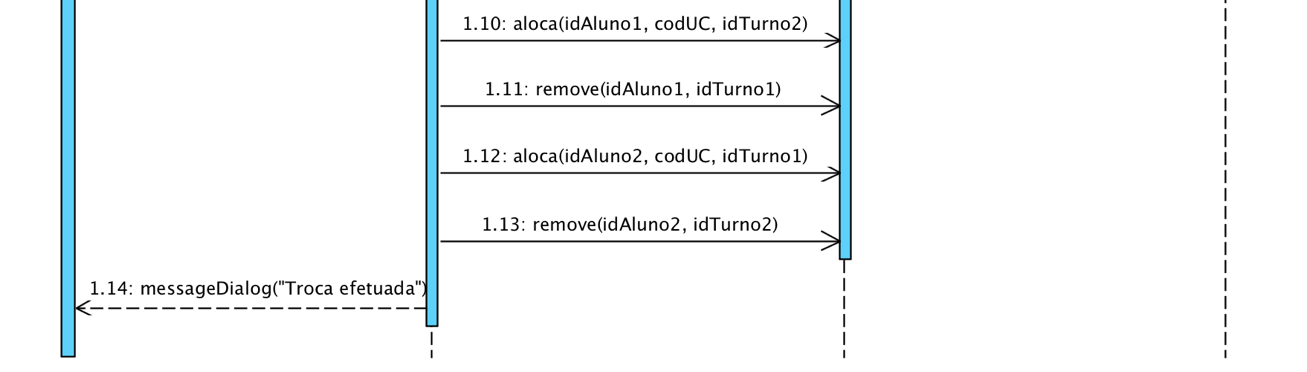 1.10: aloca(idAluno1, codUC, idTurno2)
1.11: remove(idAluno1, idTurno1)
1.12: aloca(idAluno2, codUC, idTurno1)
1.13: remove(idAluno2, idTurno2)
1.14: messageDialog("Troca efetuada")